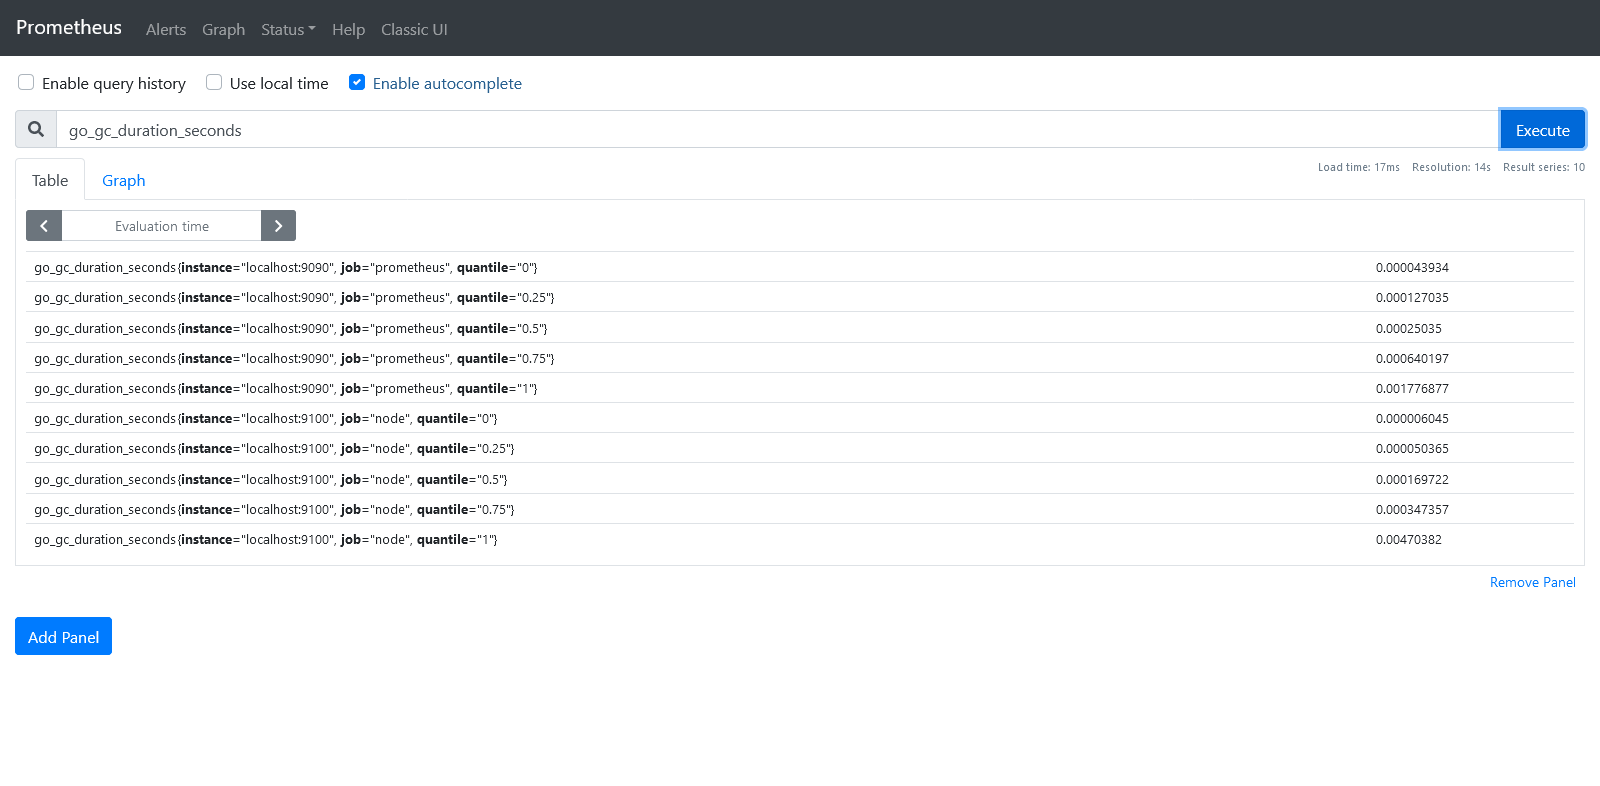 Prometheus Alerts Graph Status Help Classic UI
Enable query history Use local time Enable autocomplete
go_gc_duration_seconds Execute
Table Graph Load time: 17ms Resolution: 14s Result series: 10
Evaluation time
go_gc_duration_seconds{instance="localhost:9090", job="prometheus", quantile="0"} 0.000043934
go_gc_duration_seconds{instance="localhost:9090", job="prometheus", quantile="0.25"} 0.000127035
go_gc_duration_seconds{instance="localhost:9090", job="prometheus", quantile="0.5"} 0.00025035
go_gc_duration_seconds{instance="localhost:9090", job="prometheus", quantile="0.75"} 0.000640197
go_gc_duration_seconds{instance="localhost:9090", job="prometheus", quantile="1"} 0.001776877
go_gc_duration_seconds{instance="localhost:9100", job="node", quantile="0"} 0.000006045
go_gc_duration_seconds{instance="localhost:9100", job="node", quantile="0.25"} 0.000050365
go_gc_duration_seconds{instance="localhost:9100", job="node", quantile="0.5"} 0.000169722
go_gc_duration_seconds{instance="localhost:9100", job="node", quantile="0.75"} 0.000347357
go_gc_duration_seconds{instance="localhost:9100", job="node", quantile="1"} 0.00470382
Remove Panel
Add Panel